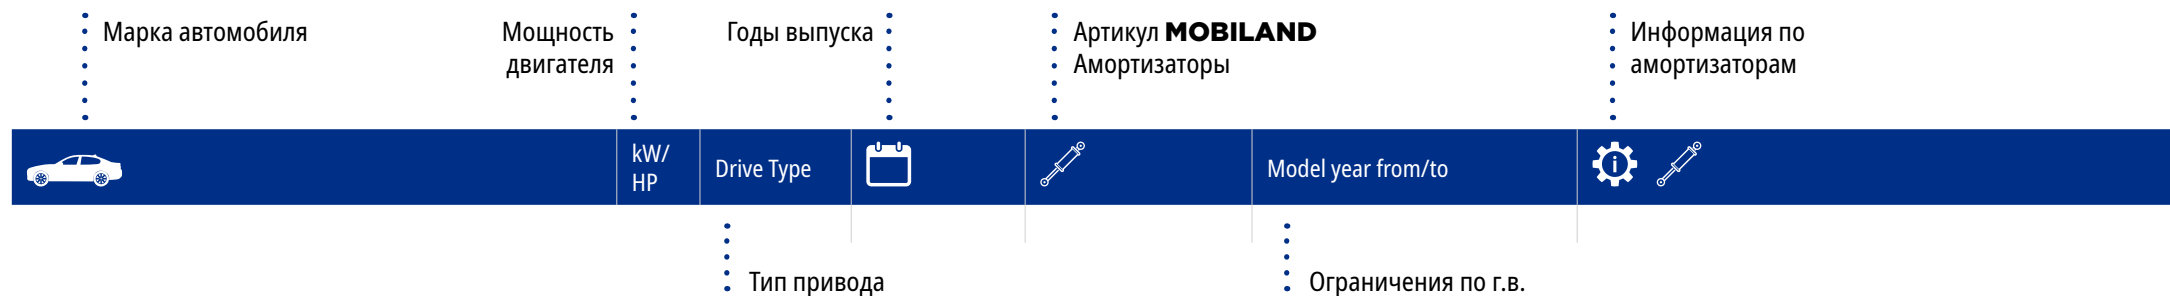 Марка автомобиля
Мощность
двигателя
Годы выпуска
Артикул MOBILAND
Амортизаторы
Информация по
амортизаторам
kW/
HP
Drive Type
Model year from/to
Тип привода
Ограничения по г.в.